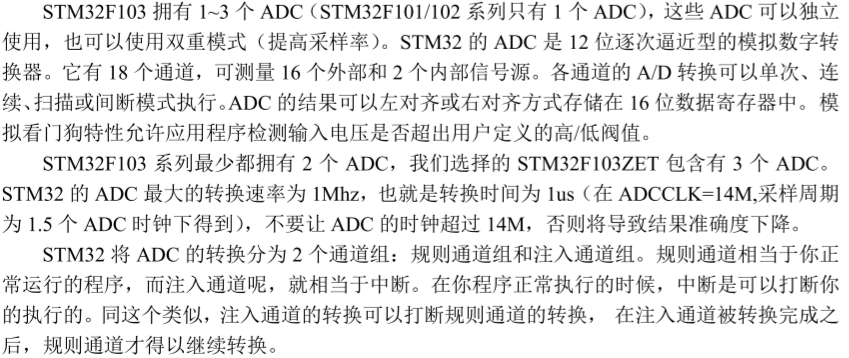 STM32F103 拥有 1~3 个 ADC（STM32F101/102 系列只有 1 个 ADC），这些 ADC 可以独立
使用，也可以使用双重模式（提高采样率）。STM32 的 ADC 是 12 位逐次逼近型的模拟数字转
换器。它有 18 个通道，可测量 16 个外部和 2 个内部信号源。各通道的 A/D 转换可以单次、连
续、扫描或间断模式执行。ADC 的结果可以左对齐或右对齐方式存储在 16 位数据寄存器中。模
拟看门狗特性允许应用程序检测输入电压是否超出用户定义的高/低阀值。
STM32F103 系列最少都拥有 2 个 ADC，我们选择的 STM32F103ZET 包含有 3 个 ADC。
STM32 的 ADC 最大的转换速率为 1Mhz，也就是转换时间为 1us（在 ADCCLK=14M,采样周期
为 1.5 个 ADC 时钟下得到），不要让 ADC 的时钟超过 14M，否则将导致结果准确度下降。
STM32 将 ADC 的转换分为 2 个通道组：规则通道组和注入通道组。规则通道相当于你正
常运行的程序，而注入通道呢，就相当于中断。在你程序正常执行的时候，中断是可以打断你
的执行的。同这个类似，注入通道的转换可以打断规则通道的转换， 在注入通道被转换完成之
后，规则通道才得以继续转换。